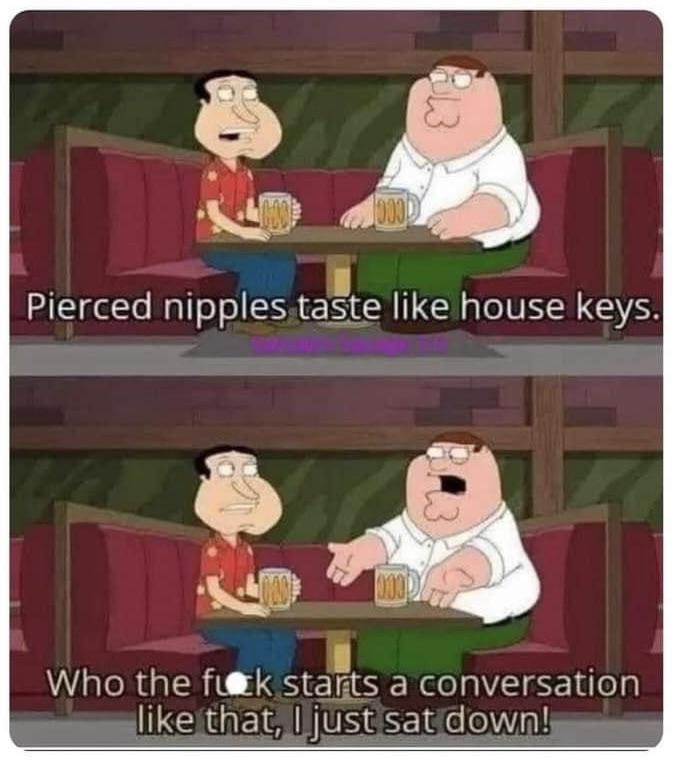 Pierced nipples taste like house keys.
Who the fu●k starts a conversation
like that, I just sat down!